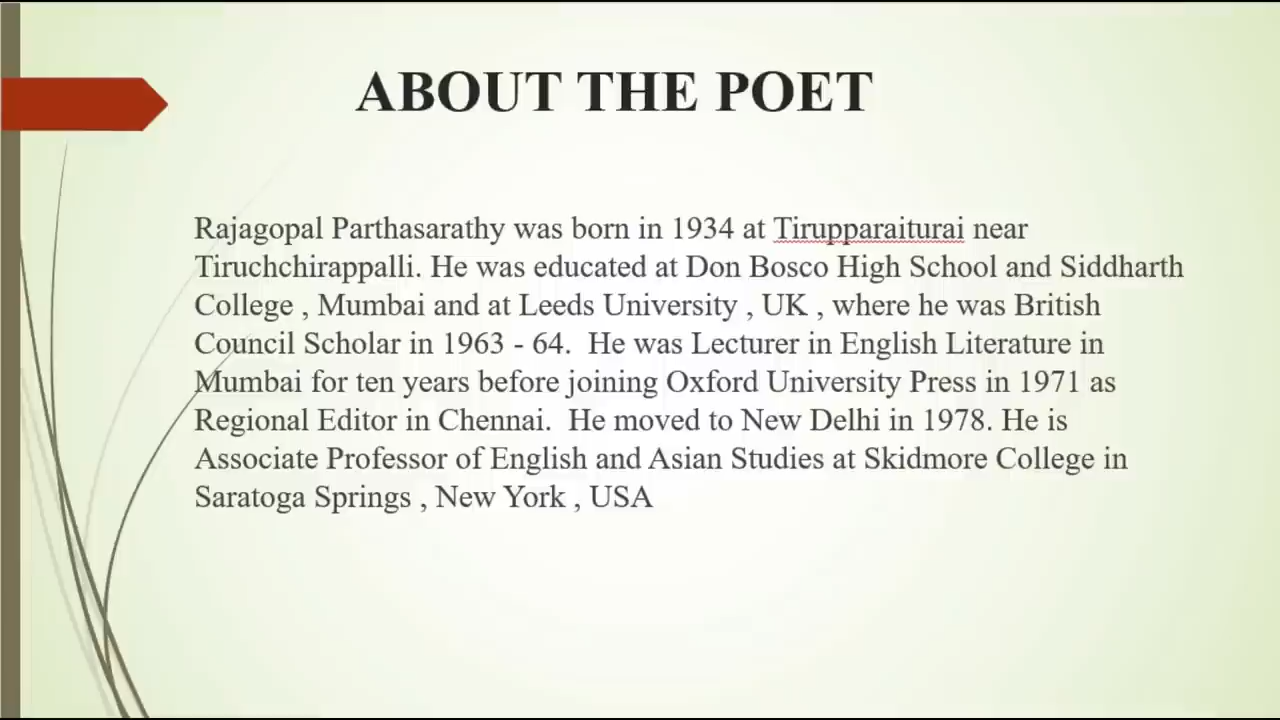 ABOUT THE POET
Rajagopal Parthasarathy was born in 1934 at Tirupparaiturai near
Tiruchchirappalli. He was educated at Don Bosco High School and Siddharth
College , Mumbai and at Leeds University , UK , where he was British
Council Scholar in 1963 - 64.  He was Lecturer in English Literature in
Mumbai for ten years before joining Oxford University Press in 1971 as
Regional Editor in Chennai.  He moved to New Delhi in 1978. He is
Associate Professor of English and Asian Studies at Skidmore College in
Saratoga Springs , New York , USA